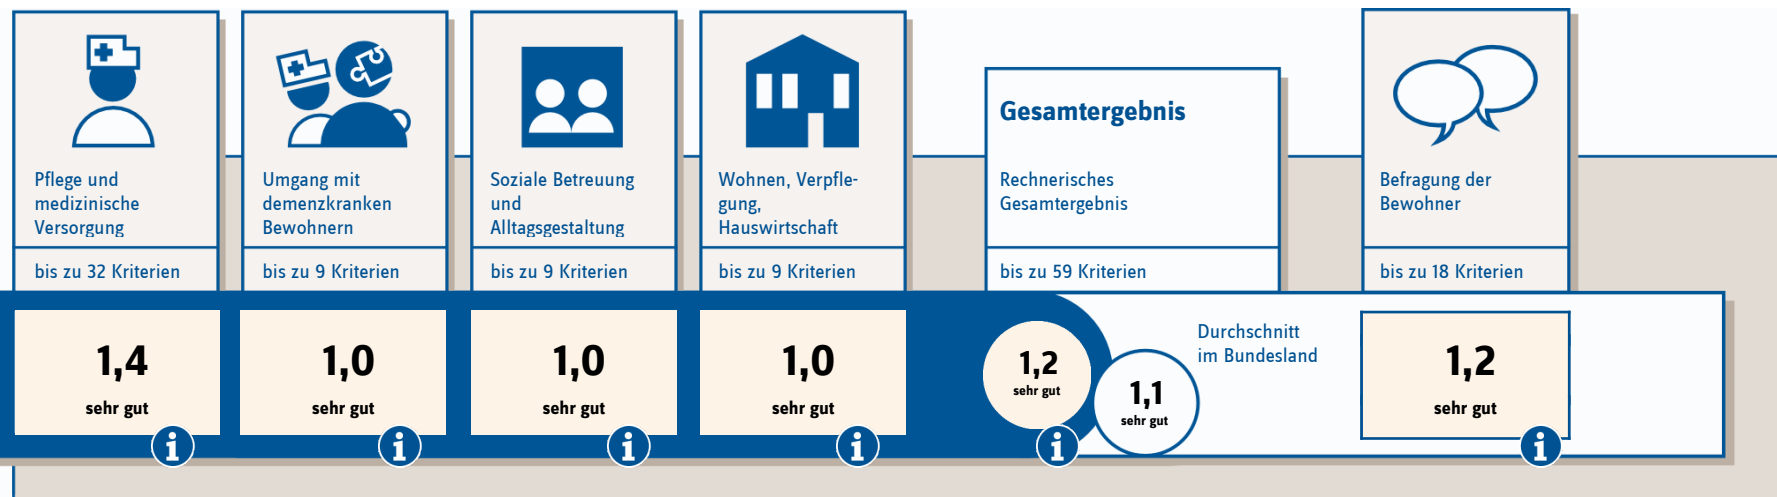 Pflege und
medizinische
Versorgung
bis zu 32 Kriterien
1,4
sehr gut
i
Umgang mit
demenzkranken
Bewohnern
bis zu 9 Kriterien
1,0
sehr gut
i
Soziale Betreuung
und
Alltagsgestaltung
bis zu 9 Kriterien
1,0
sehr gut
i
Wohnen, Verpfle-
gung,
Hauswirtschaft
bis zu 9 Kriterien
1,0
sehr gut
i
Gesamtergebnis
Rechnerisches
Gesamtergebnis
bis zu 59 Kriterien
1,2
sehr gut
i
1,1
sehr gut
Durchschnitt
im Bundesland
Befragung der
Bewohner
bis zu 18 Kriterien
1,2
sehr gut
i